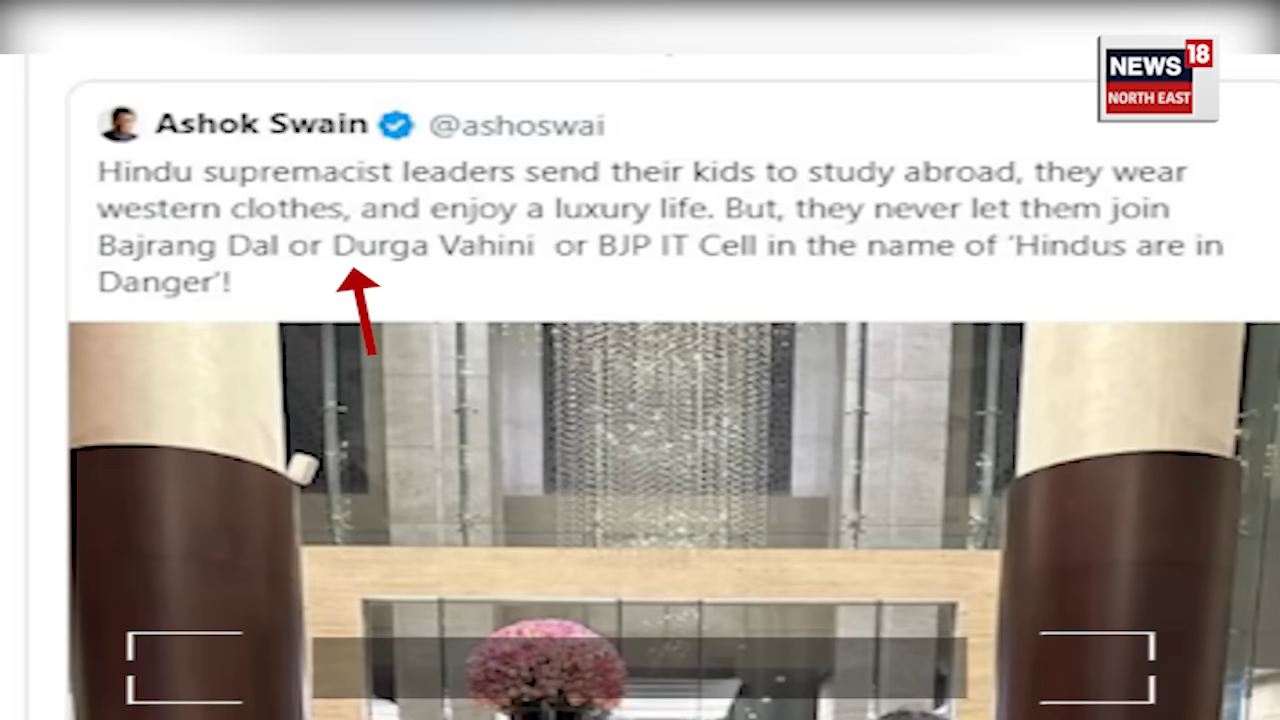 NEWS 18
NORTH EAST
Ashok Swain @ashoswai
Hindu supremacist leaders send their kids to study abroad, they wear
western clothes, and enjoy a luxury life. But, they never let them join
Bajrang Dal or Durga Vahini or BJP IT Cell in the name of ‘Hindus are in
Danger’!